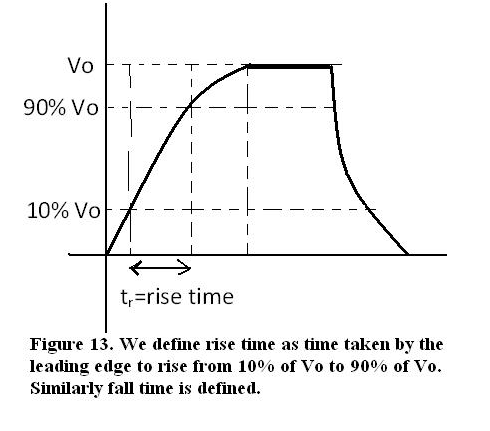 Vo
90% Vo
10% Vo
tr=rise time
Figure 13. We define rise time as time taken by the
leading edge to rise from 10% of Vo to 90% of Vo.
Similarly fall time is defined.